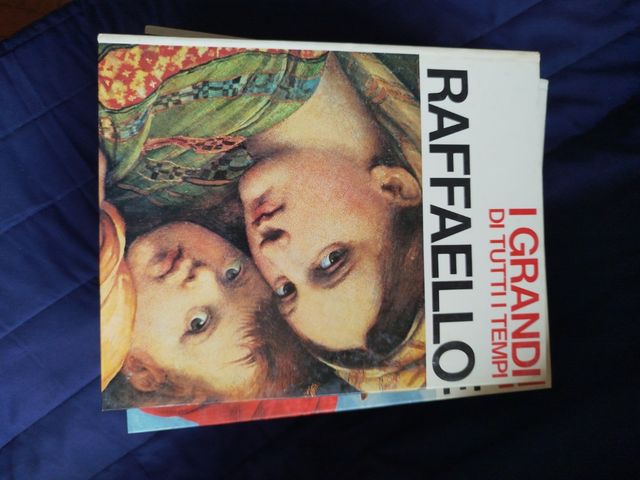 I GRANDI
DI TUTTI I TEMPI
RAFFAELLO